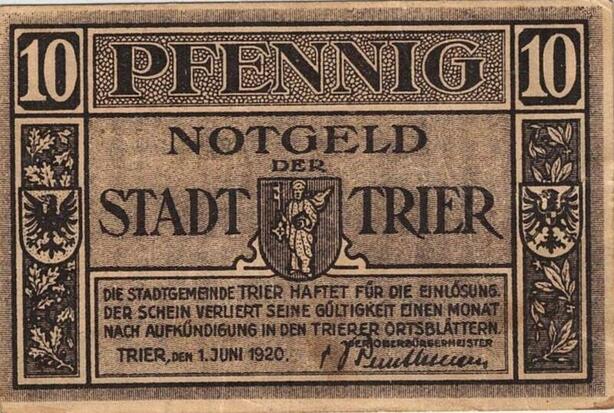 10 PFENNIG 10
NOTGELD
DER
STADT TRIER
DIE STADTGEMEINDE TRIER HAFTET FÜR DIE EINLÖSUNG.
DER SCHEIN VERLIERT SEINE GÜLTIGKEIT EINEN MONAT
NACH AUFKÜNDIGUNG IN DEN TRIERER ORTSBLÄTTERN.
DER OBERBÜRGERMEISTER
TRIER, DEN 1. JUNI 1920.